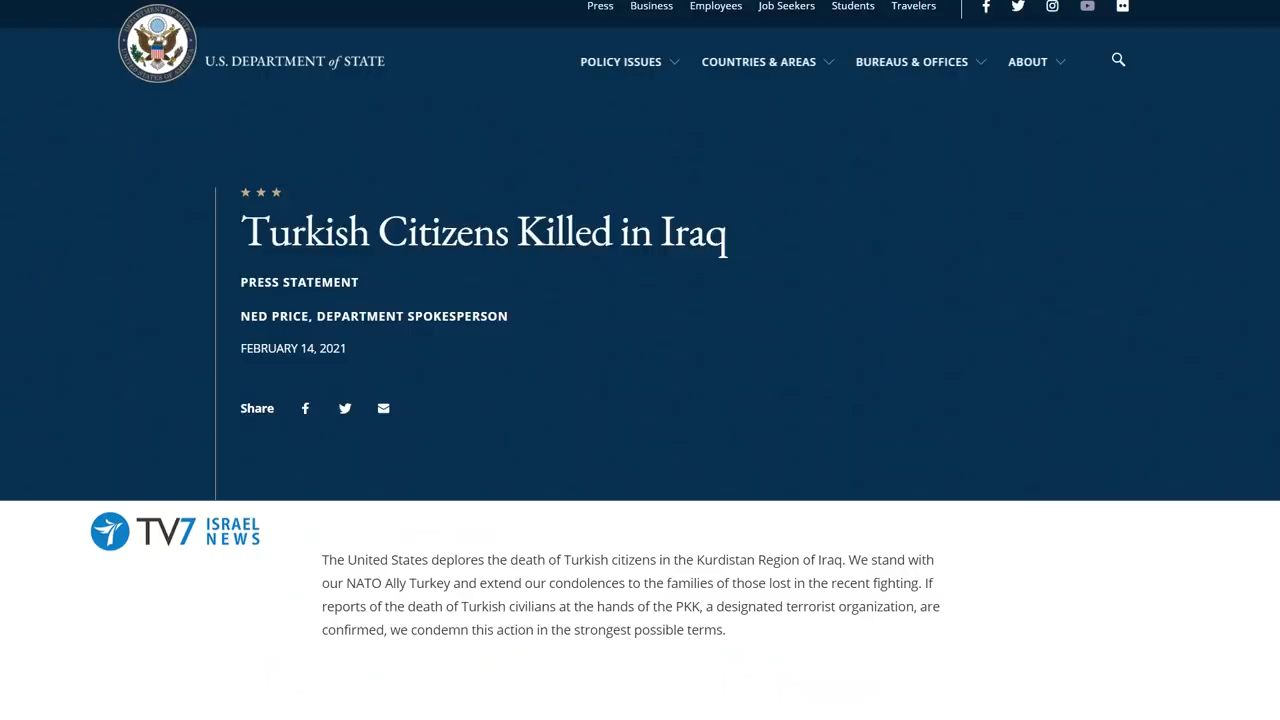 Press Business Employees Job Seekers Students Travelers
U.S. DEPARTMENT of STATE
POLICY ISSUES COUNTRIES & AREAS BUREAUS & OFFICES ABOUT
Turkish Citizens Killed in Iraq
PRESS STATEMENT
NED PRICE, DEPARTMENT SPOKESPERSON
FEBRUARY 14, 2021
Share
TV7 ISRAEL
NEWS
The United States deplores the death of Turkish citizens in the Kurdistan Region of Iraq. We stand with
our NATO Ally Turkey and extend our condolences to the families of those lost in the recent fighting. If
reports of the death of Turkish civilians at the hands of the PKK, a designated terrorist organization, are
confirmed, we condemn this action in the strongest possible terms.